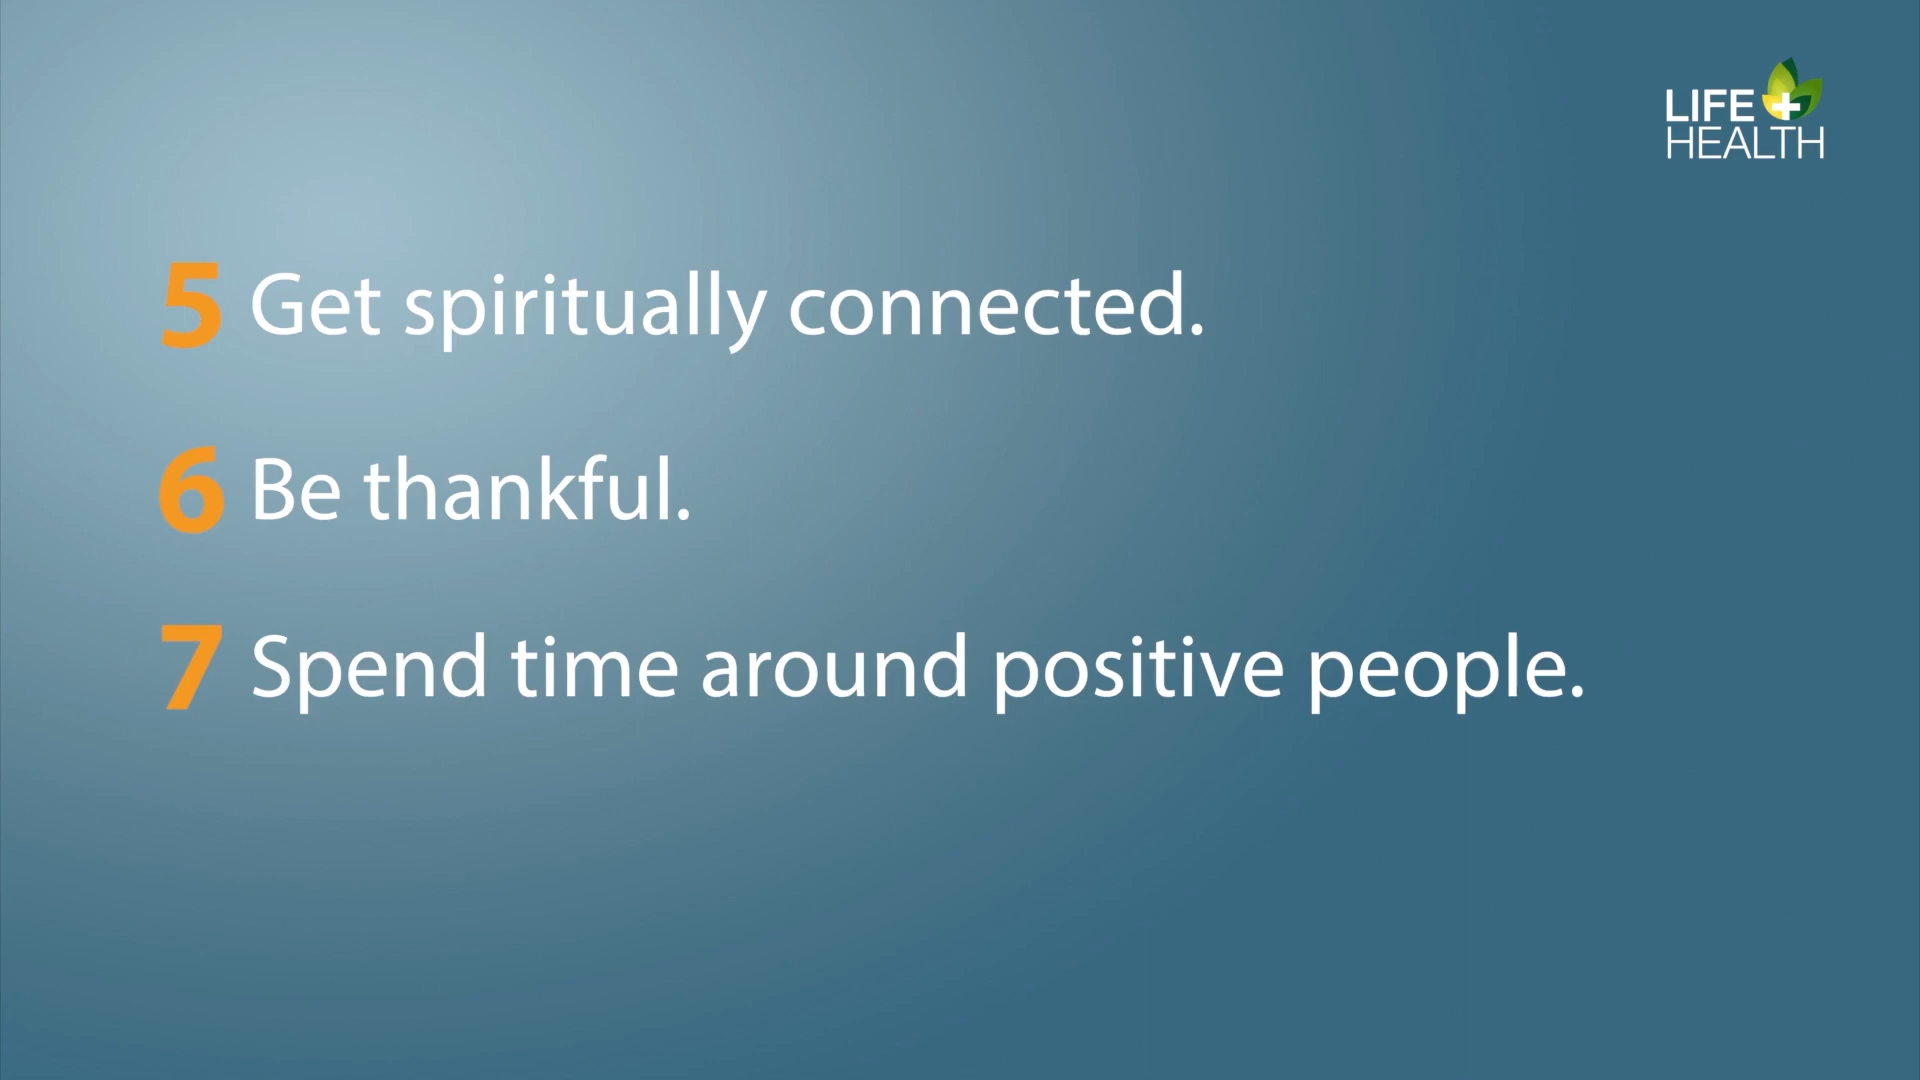 LIFE
HEALTH
5 Get spiritually connected.
6 Be thankful.
7 Spend time around positive people.